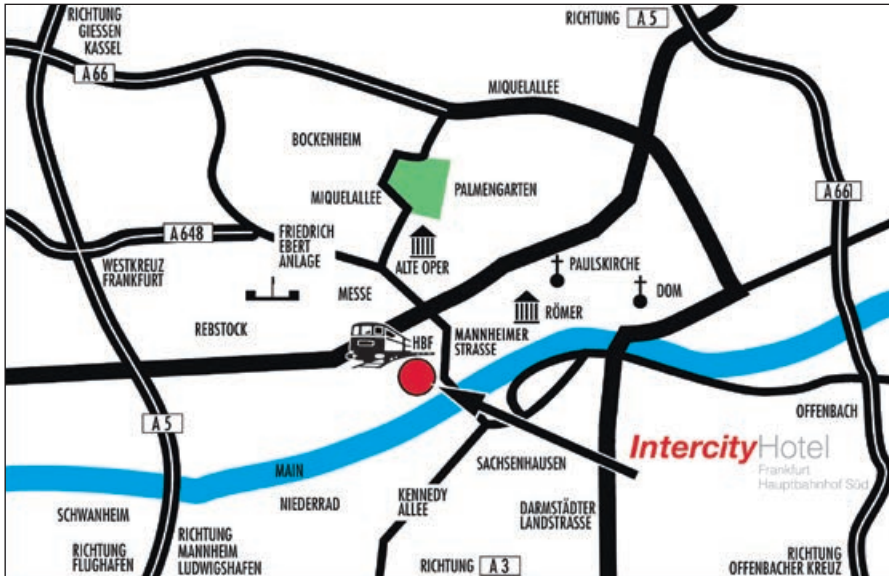 RICHTUNG
GIESSEN
KASSEL
RICHTUNG A 5
A 66
MIQUELALLEE
BOCKENHEIM
MIQUELALLEE
PALMENGARTEN
A 661
A 648
FRIEDRICH
EBERT
ANLAGE
WESTKREUZ
FRANKFURT
ALTE OPER
PAULSKIRCHE
MESSE
DOM
REBSTOCK
RÖMER
HBF
MANNHEIMER
STRASSE
A 5
OFFENBACH
IntercityHotel
Frankfurt
Hauptbahnhof Süd
MAIN
SACHSENHAUSEN
NIEDERRAD
KENNEDY
ALLEE
DARMSTÄDTER
LANDSTRASSE
SCHWANHEIM
RICHTUNG
FLUGHAFEN
RICHTUNG
MANNHEIM
LUDWIGSHAFEN
RICHTUNG A 3
RICHTUNG
OFFENBACHER KREUZ